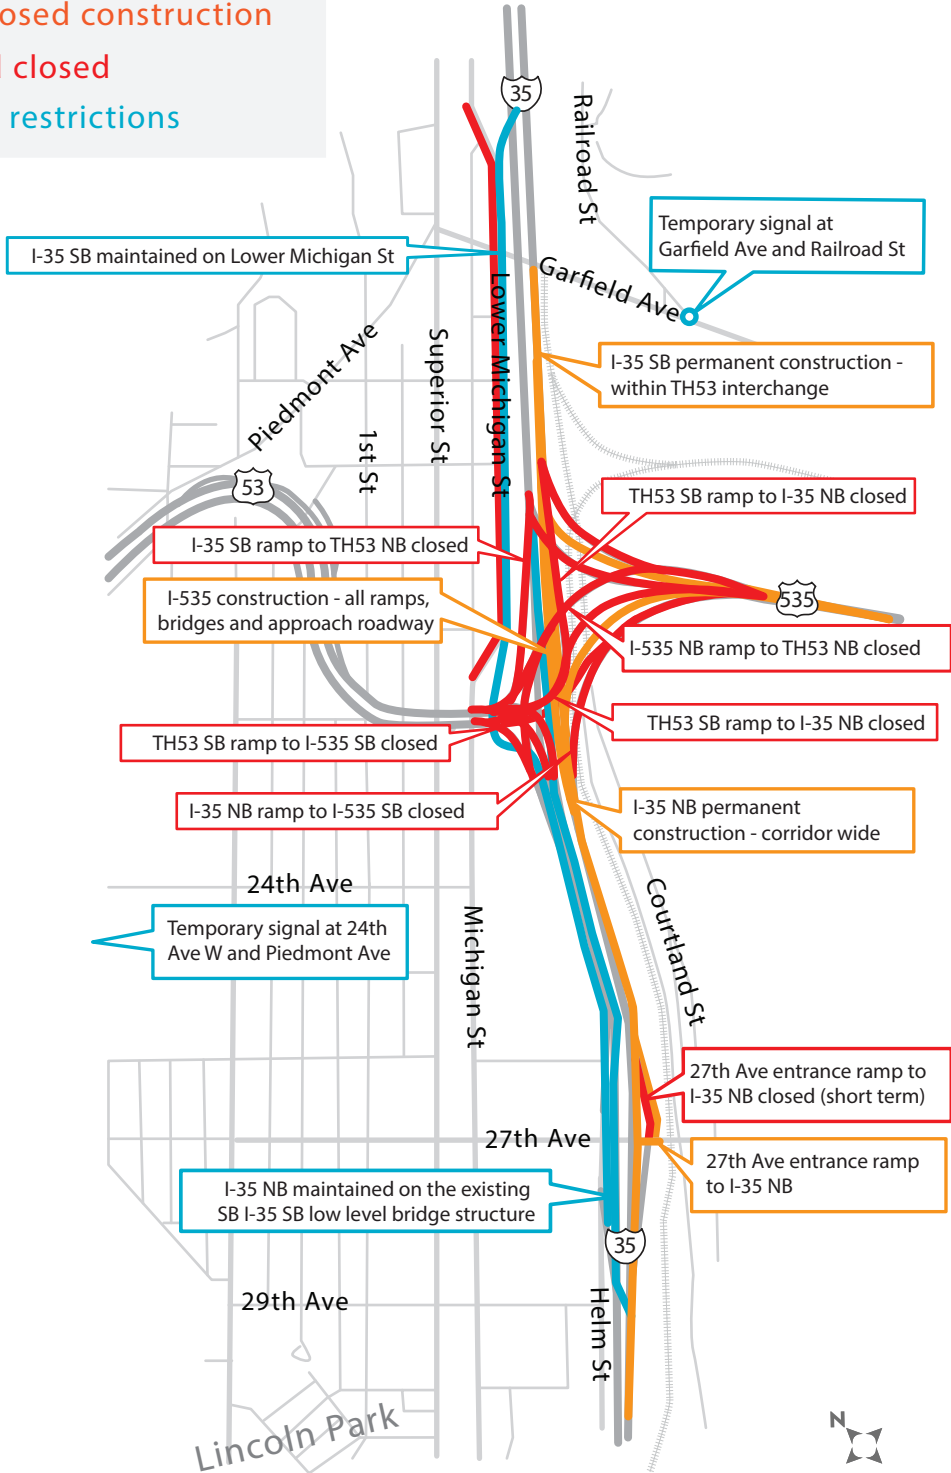 osed construction
closed
restrictions
35
Railroad St
Temporary signal at
Garfield Ave and Railroad St
I-35 SB maintained on Lower Michigan St
Garfield Ave
Lower Michigan St
Superior St
Piedmont Ave
1st St
I-35 SB permanent construction -
within TH53 interchange
53
TH53 SB ramp to I-35 NB closed
I-35 SB ramp to TH53 NB closed
I-535 construction - all ramps,
bridges and approach roadway
535
I-535 NB ramp to TH53 NB closed
TH53 SB ramp to I-35 NB closed
TH53 SB ramp to I-535 SB closed
I-35 NB ramp to I-535 SB closed
I-35 NB permanent
construction - corridor wide
24th Ave
Courtland St
Michigan St
Temporary signal at 24th
Ave W and Piedmont Ave
27th Ave entrance ramp to
I-35 NB closed (short term)
27th Ave
27th Ave entrance ramp
to I-35 NB
I-35 NB maintained on the existing
SB I-35 SB low level bridge structure
35
29th Ave
Helm St
Lincoln Park
N